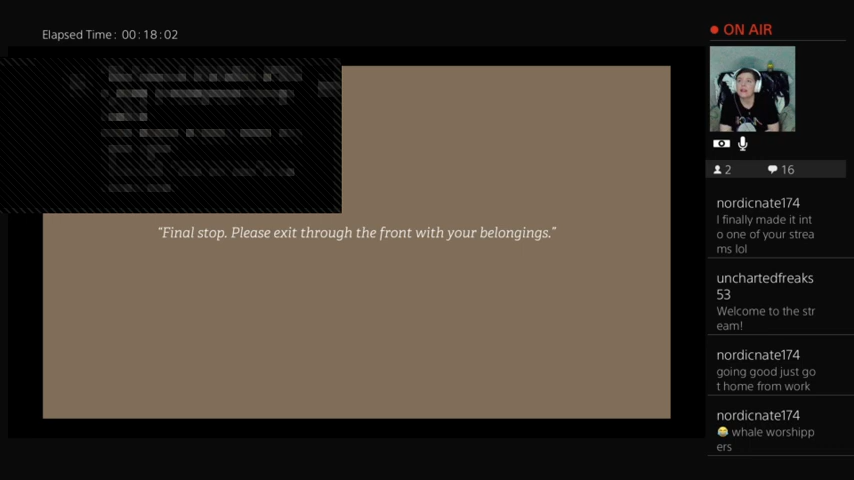 Elapsed Time: 00:18:02
ON AIR
2 16
"Final stop. Please exit through the front with your belongings."
nordicnate174
I finally made it int
o one of your strea
ms lol
unchartedfreaks
53
Welcome to the str
eam!
nordicnate174
going good just go
t home from work
nordicnate174
😂 whale worshipp
ers